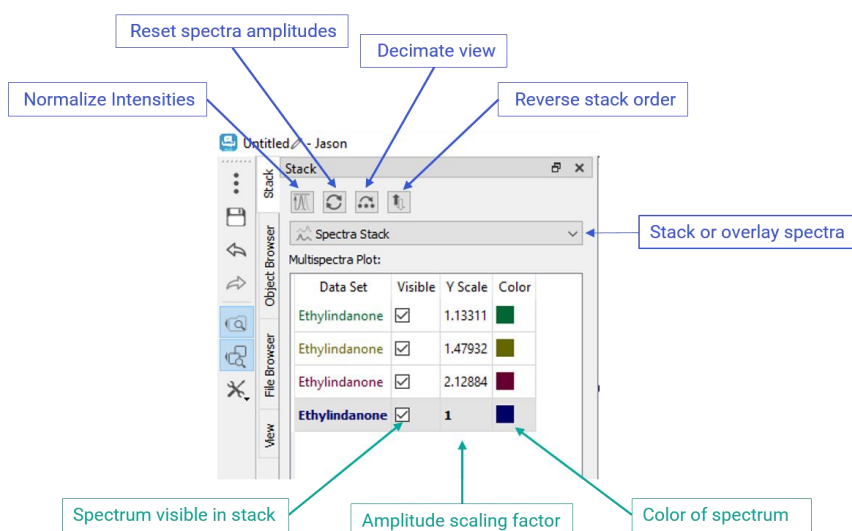 Reset spectra amplitudes
Decimate view
Normalize Intensities
Reverse stack order
Untitled - Jason
Stack
Stack
Spectra Stack
Stack or overlay spectra
Object Browser
Multispectra Plot:
Data Set Visible Y Scale Color
Ethylindanone 1.13311
Ethylindanone 1.47932
File Browser
Ethylindanone 2.12884
Ethylindanone 1
View
Spectrum visible in stack
Amplitude scaling factor
Color of spectrum